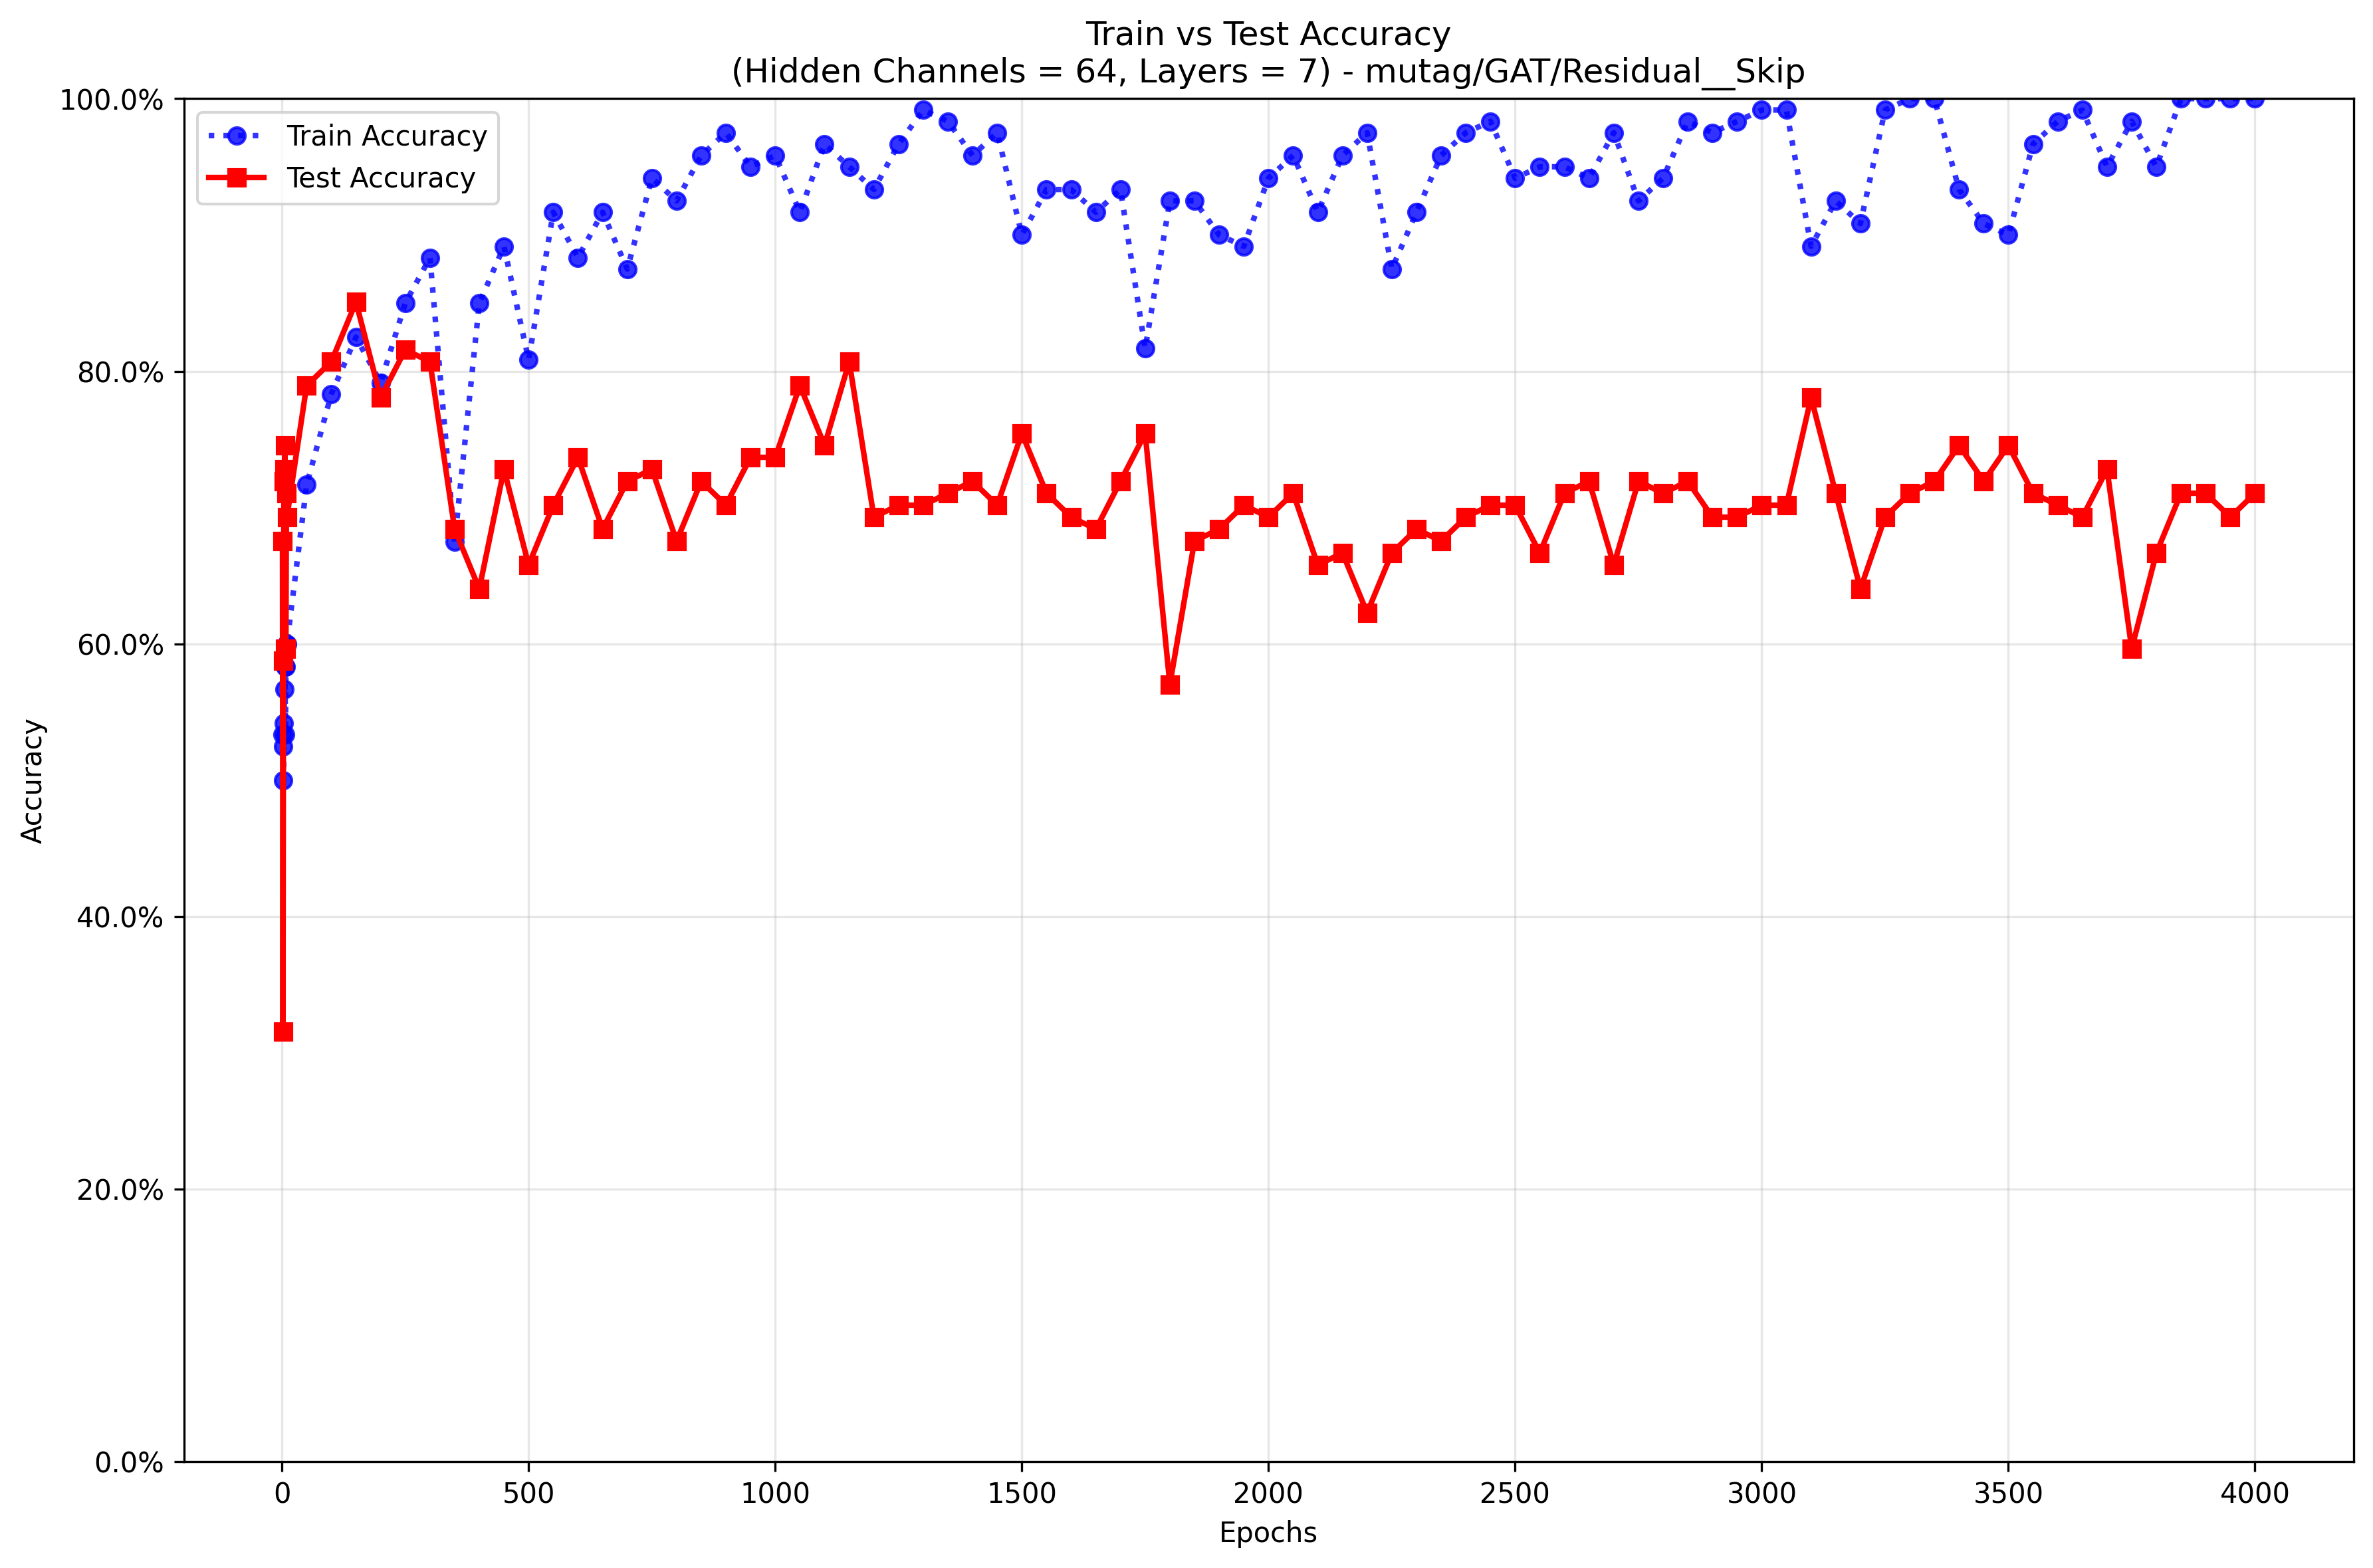 Train vs Test Accuracy
(Hidden Channels = 64, Layers = 7) - mutag/GAT/Residual__Skip
100.0%
80.0%
60.0%
40.0%
20.0%
0.0%
Accuracy
Train Accuracy
Test Accuracy
0 500 1000 1500 2000 2500 3000 3500 4000
Epochs